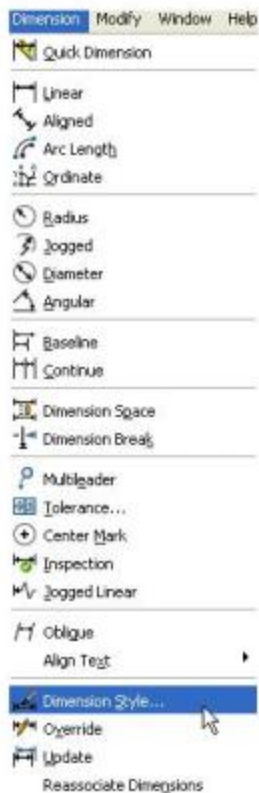 Dimension Modify Window Help
Quick Dimension
Linear
Aligned
Arc Length
Ordinate
Radius
Jogged
Diameter
Angular
Baseline
Continue
Dimension Space
Dimension Break
Multileader
Tolerance...
Center Mark
Inspection
Jogged Linear
Oblique
Align Text
Dimension Style...
Override
Update
Reassociate Dimensions